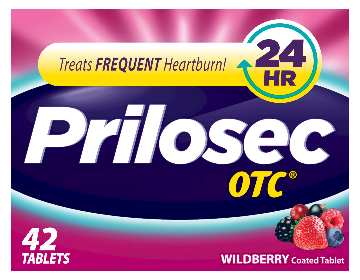 Treats FREQUENT Heartburn!
24
HR
Prilosec
OTC®
42
TABLETS
WILDBERRY Coated Tablet